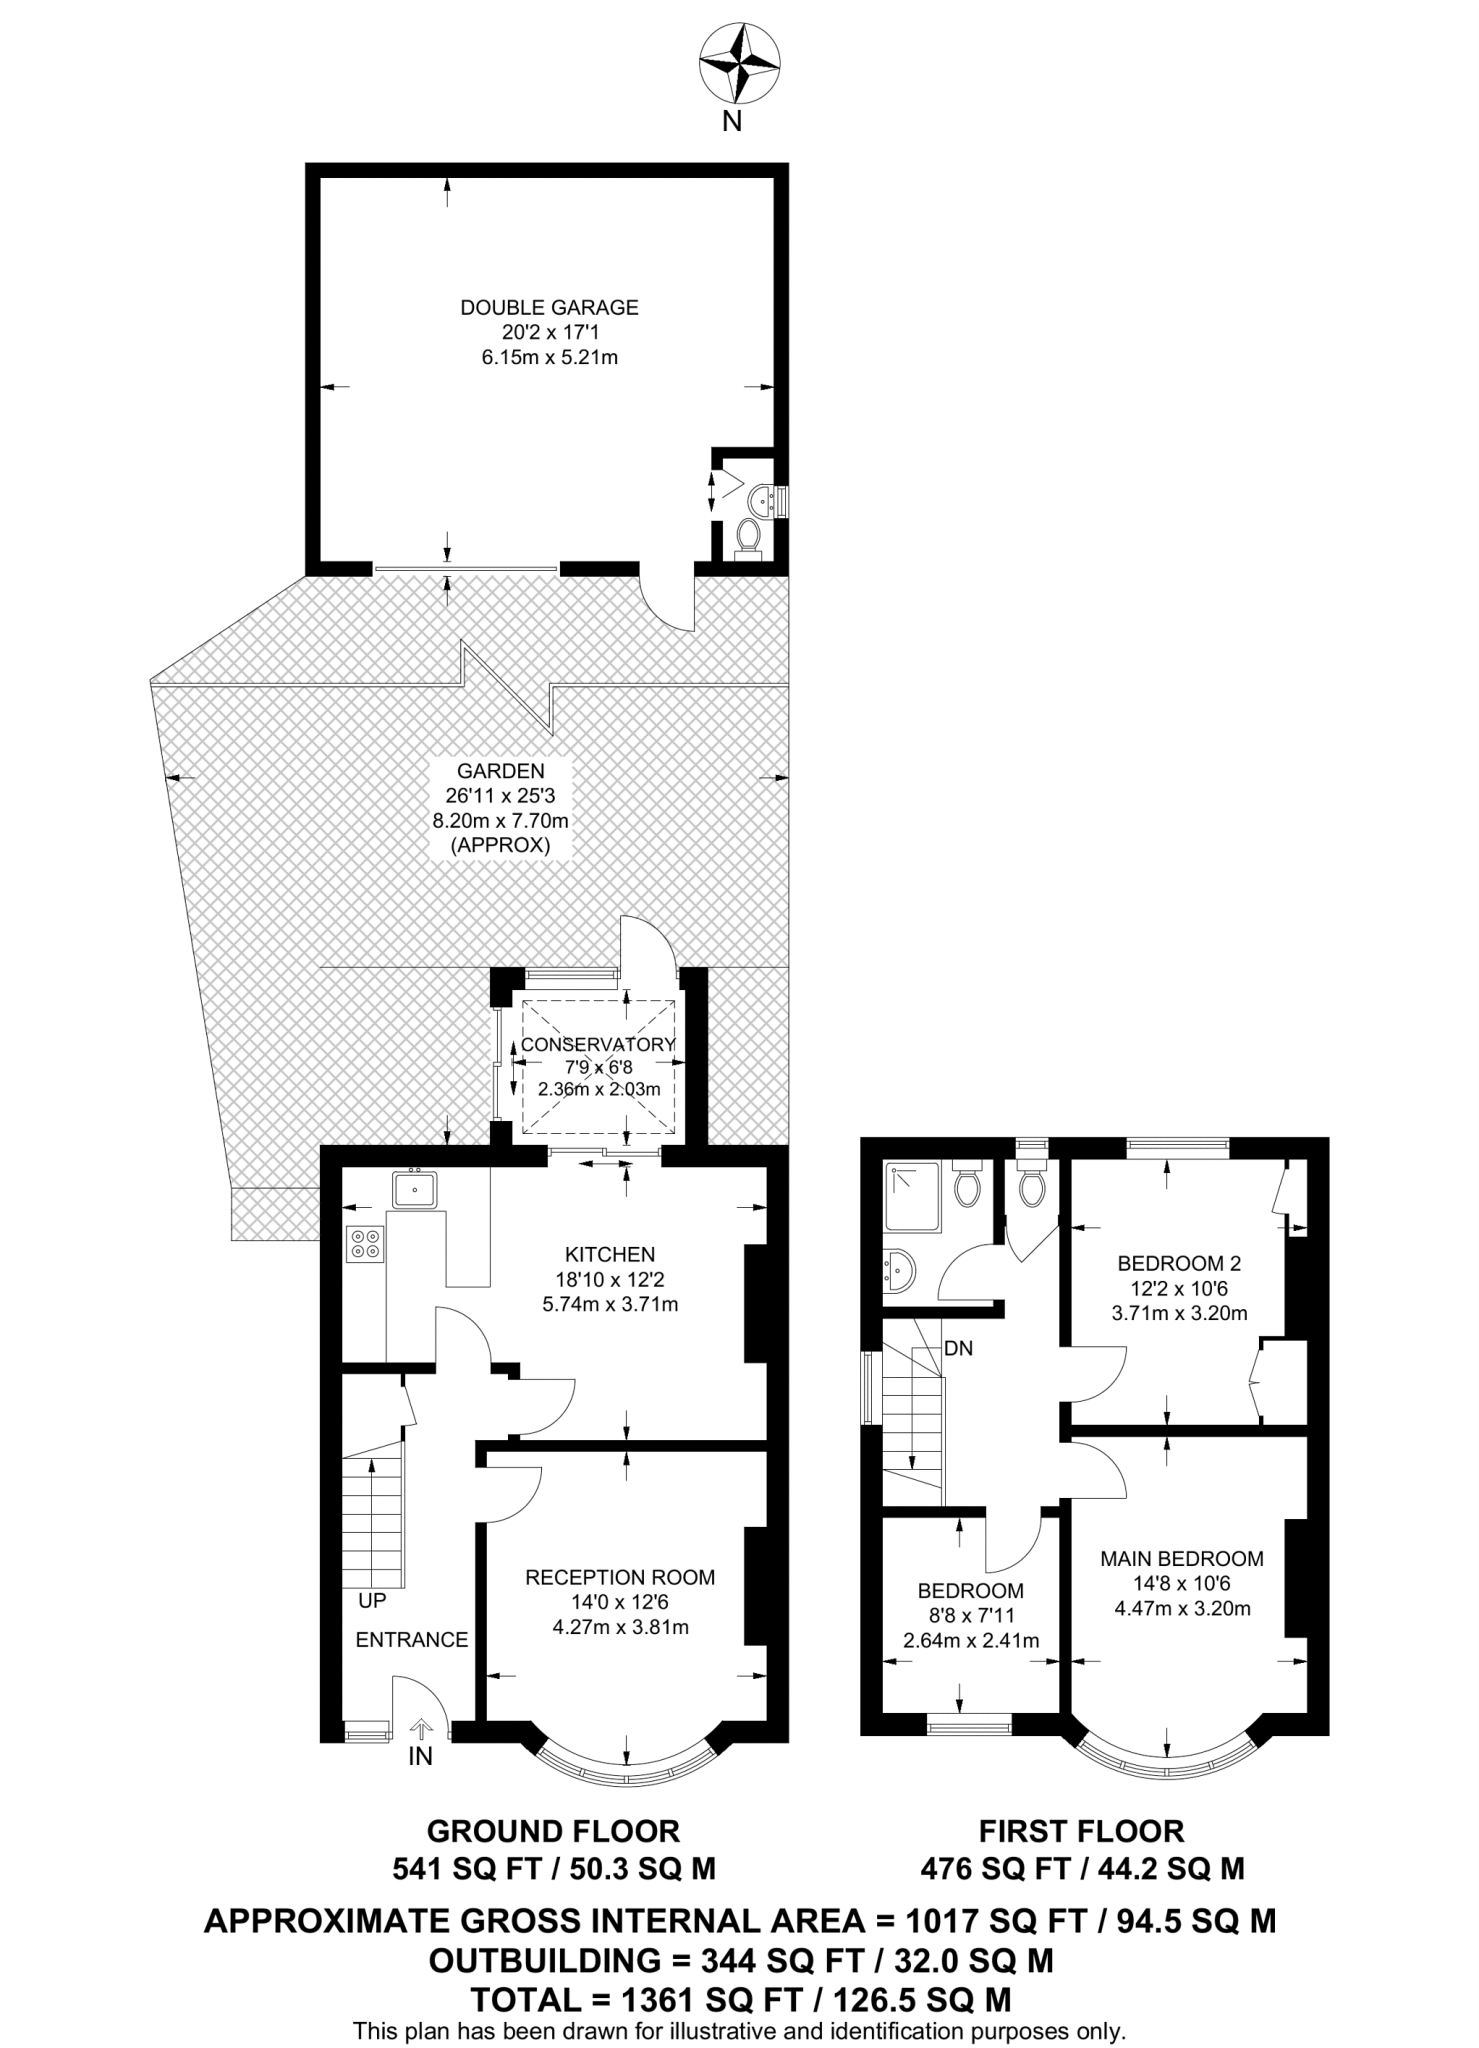 N
DOUBLE GARAGE
20'2 x 17'1
6.15m x 5.21m
GARDEN
26'11 x 25'3
8.20m x 7.70m
(APPROX)
CONSERVATORY
7'9 x 6'8
2.36m x 2.03m
KITCHEN
18'10 x 12'2
5.74m x 3.71m
UP
ENTRANCE
RECEPTION ROOM
14'0 x 12'6
4.27m x 3.81m
IN
BEDROOM 2
12'2 x 10'6
3.71m x 3.20m
DN
MAIN BEDROOM
14'8 x 10'6
4.47m x 3.20m
BEDROOM
8'8 x 7'11
2.64m x 2.41m
GROUND FLOOR
541 SQ FT / 50.3 SQ M
FIRST FLOOR
476 SQ FT / 44.2 SQ M
APPROXIMATE GROSS INTERNAL AREA = 1017 SQ FT / 94.5 SQ M
OUTBUILDING = 344 SQ FT / 32.0 SQ M
TOTAL = 1361 SQ FT / 126.5 SQ M
This plan has been drawn for illustrative and identification purposes only.